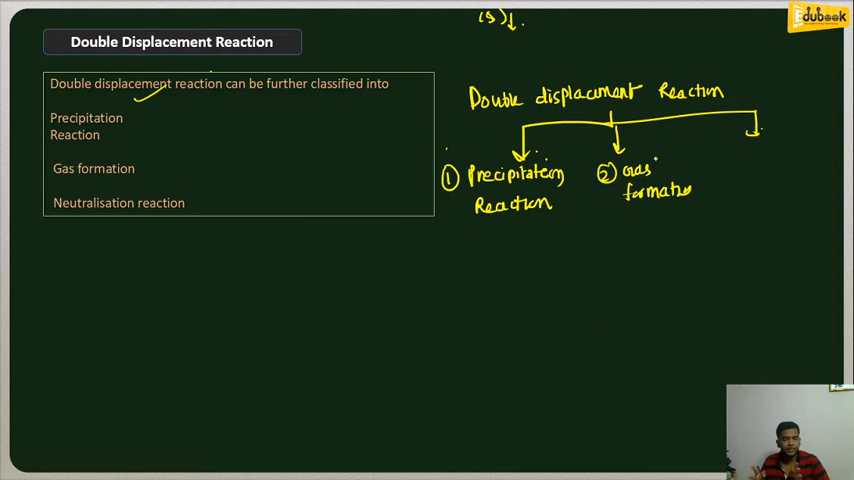 (s)↓.
Edubook
Double Displacement Reaction
Double displacement reaction can be further classified into
Precipitation
Reaction
Gas formation
Neutralisation reaction
Double displacement Reaction
① Precipitation
Reaction
② Gas
formation